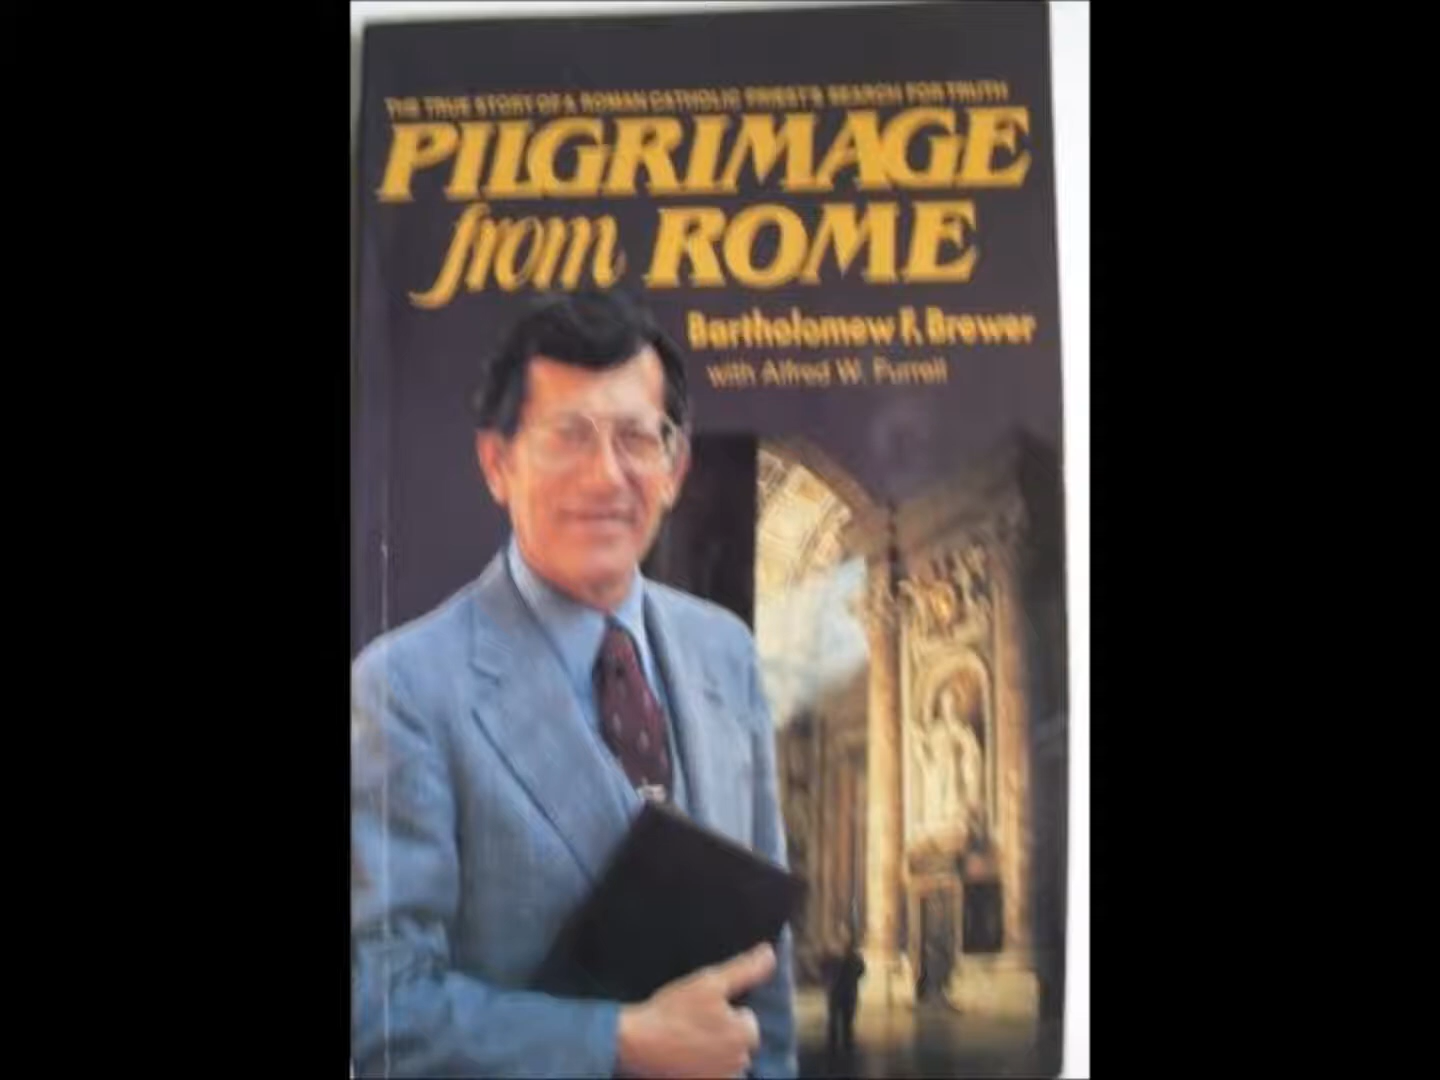 THE TRUE STORY OF A ROMAN CATHOLIC PRIEST'S SEARCH FOR TRUTH
PILGRIMAGE
from ROME
Bartholomew F. Brewer
with Alfred W. Furrell